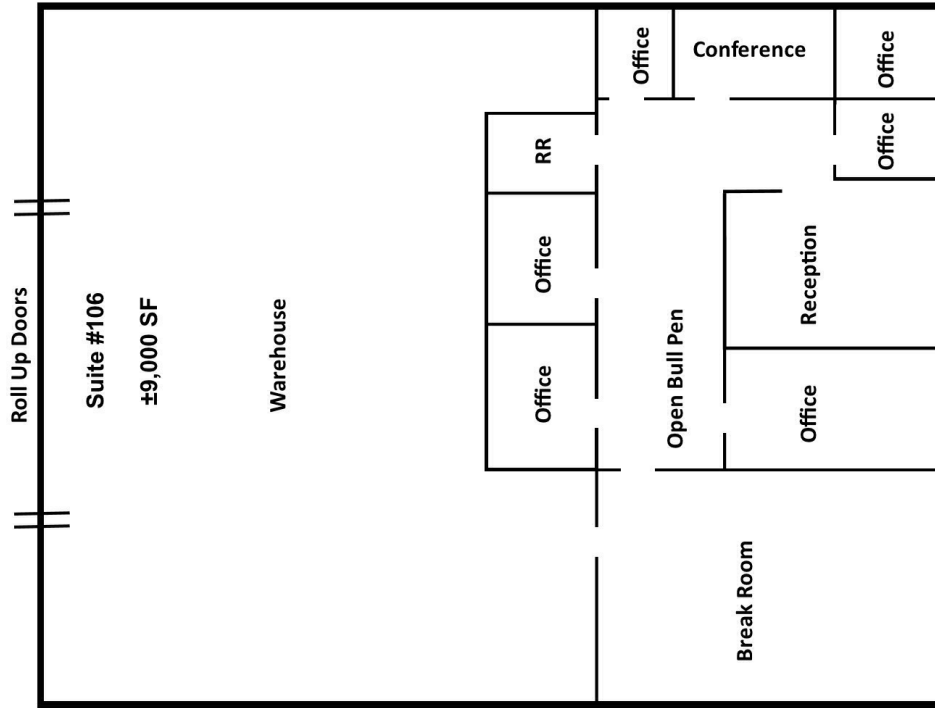 Roll Up Doors
Suite #106
±9,000 SF
Warehouse
Office
Office
RR
Office
Conference
Office
Office
Open Bull Pen
Reception
Office
Break Room